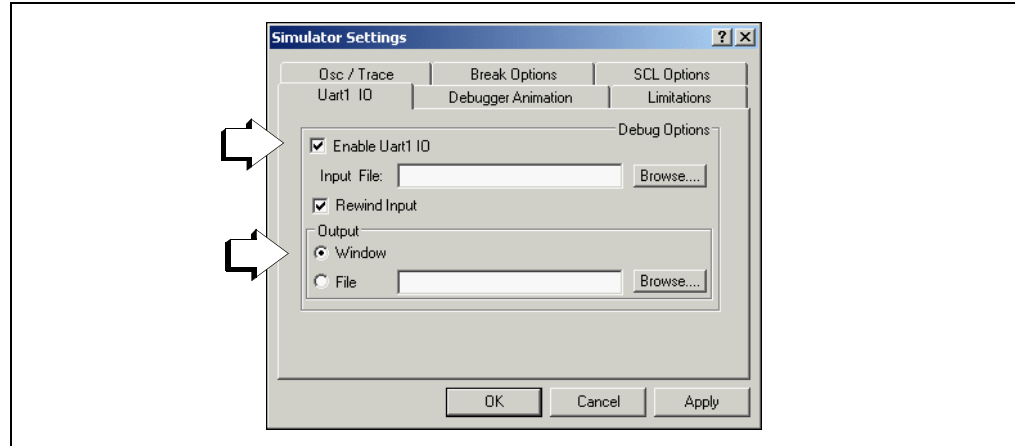 Simulator Settings
Osc / Trace
Break Options
SCL Options
Uart1 IO
Debugger Animation
Limitations
Debug Options
Enable Uart1 IO
Input File:
Browse....
Rewind Input
Output
Window
File
Browse....
OK
Cancel
Apply